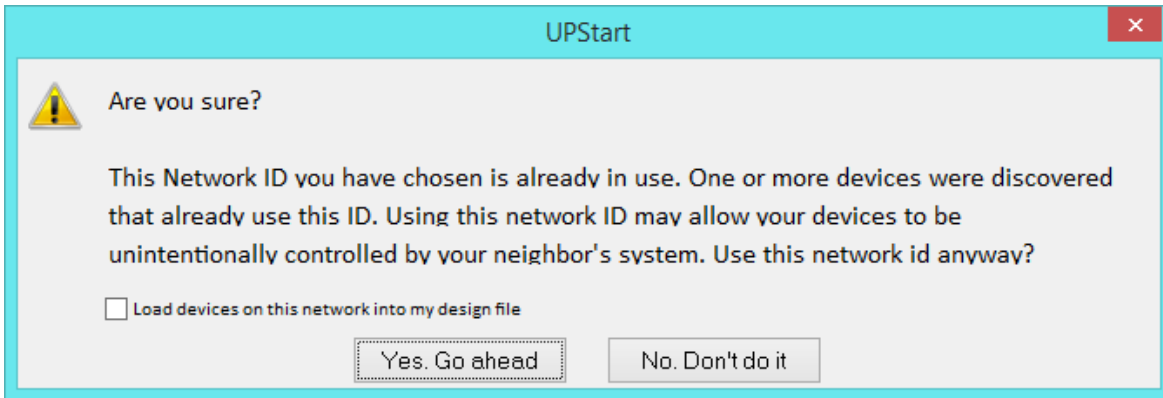 UPStart
Are you sure?
This Network ID you have chosen is already in use. One or more devices were discovered
that already use this ID. Using this network ID may allow your devices to be
unintentionally controlled by your neighbor's system. Use this network id anyway?
Load devices on this network into my design file
Yes. Go ahead
No. Don't do it